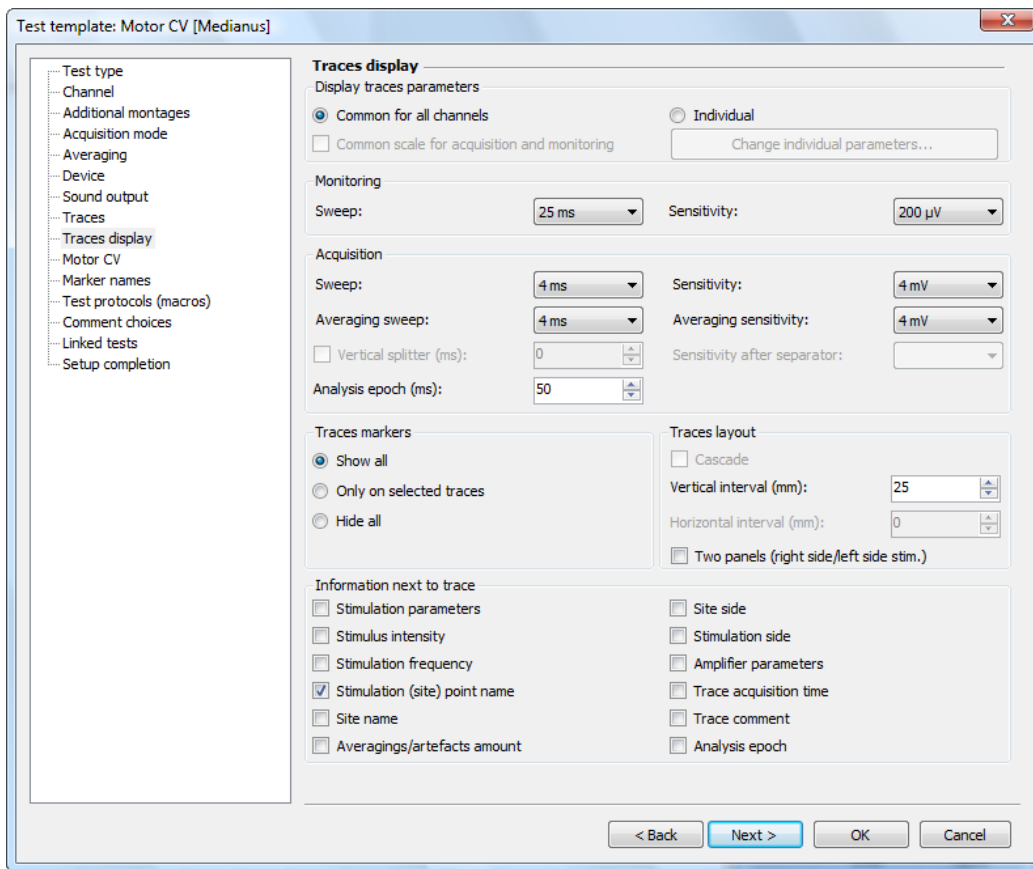 Test template: Motor CV [Medianus]
Test type
Channel
Additional montages
Acquisition mode
Averaging
Device
Sound output
Traces
Traces display
Motor CV
Marker names
Test protocols (macros)
Comment choices
Linked tests
Setup completion
Traces display
Display traces parameters
Common for all channels Individual
Common scale for acquisition and monitoring Change individual parameters...
Monitoring
Sweep: 25 ms Sensitivity: 200 µV
Acquisition
Sweep: 4 ms Sensitivity: 4 mV
Averaging sweep: 4 ms Averaging sensitivity: 4 mV
Vertical splitter (ms): 0 Sensitivity after separator:
Analysis epoch (ms): 50
Traces markers
Show all
Only on selected traces
Hide all
Traces layout
Cascade
Vertical interval (mm): 25
Horizontal interval (mm): 0
Two panels (right side/left side stim.)
Information next to trace
Stimulation parameters Site side
Stimulus intensity Stimulation side
Stimulation frequency Amplifier parameters
Stimulation (site) point name Trace acquisition time
Site name Trace comment
Averagings/artefacts amount Analysis epoch
< Back Next > OK Cancel